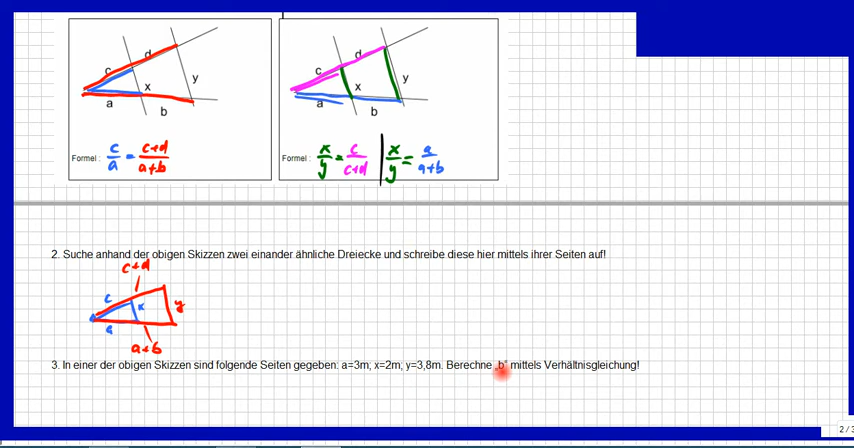 c d x y a b
c d x y a b
Formel : c/a = c+d/a+b
Formel : x/y = c/c+d | x/y = a/a+b
2. Suche anhand der obigen Skizzen zwei einander ähnliche Dreiecke und schreibe diese hier mittels ihrer Seiten auf!
c+d
c x y
a
a+b
3. In einer der obigen Skizzen sind folgende Seiten gegeben: a=3m; x=2m; y=3,8m. Berechne „b" mittels Verhältnisgleichung!
2 / 3